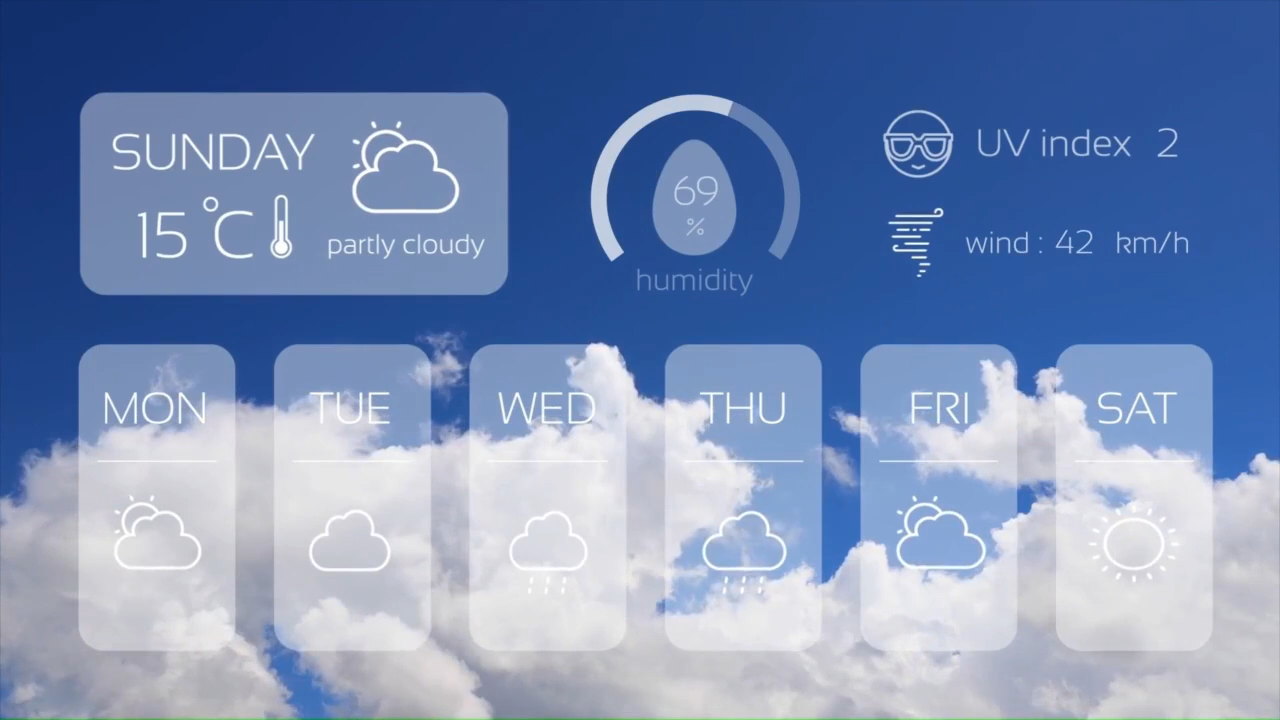 SUNDAY
15 °C
partly cloudy
69
%
humidity
UV index 2
wind : 42 km/h
MON
TUE
WED
THU
FRI
SAT